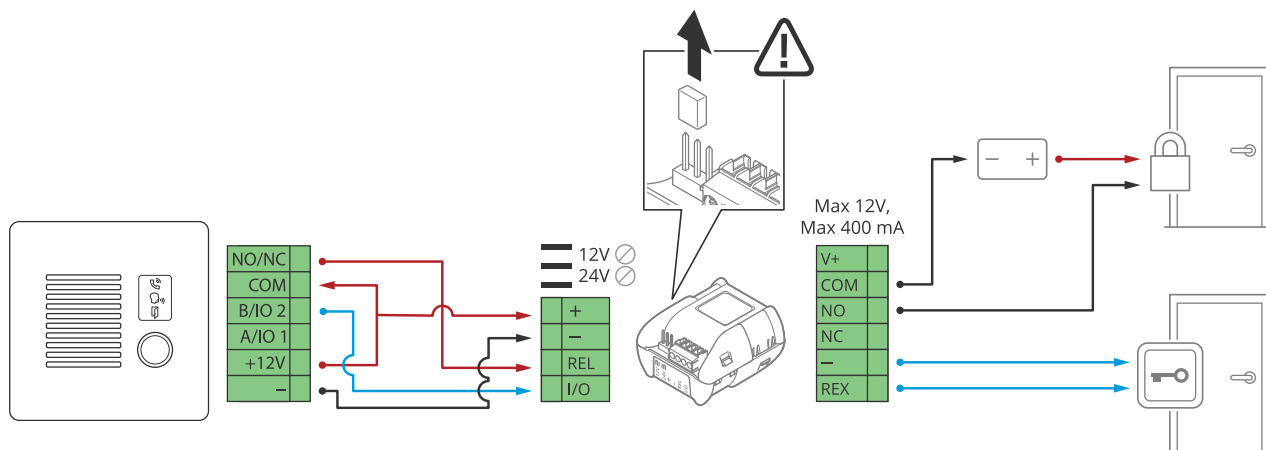 NO/NC
COM
B/IO 2
A/IO 1
+12V
–
12V
24V
+
–
REL
I/O
Max 12V,
Max 400 mA
V+
COM
NO
NC
–
REX
– +